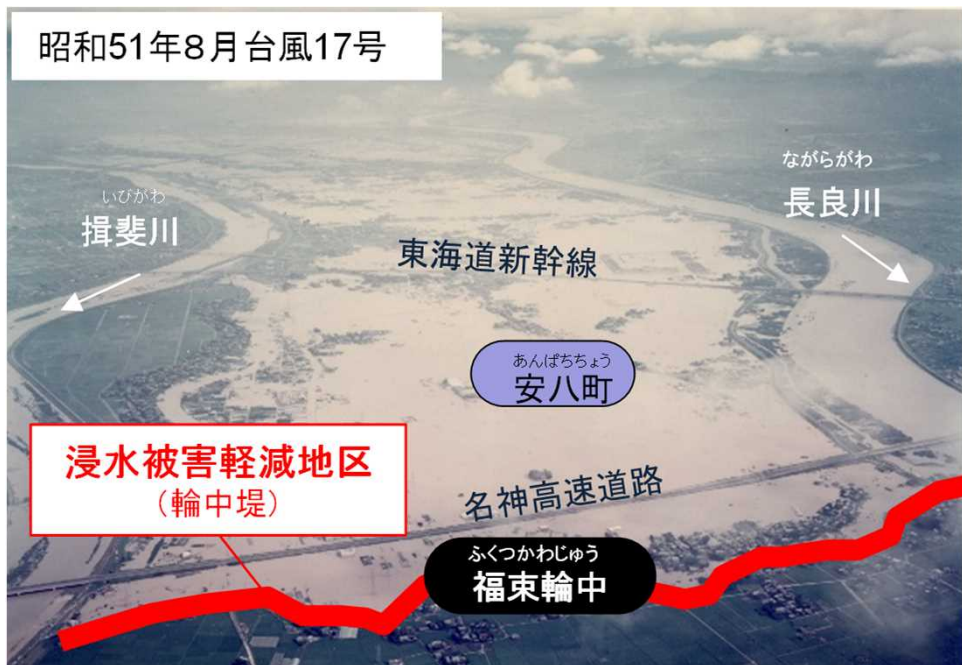 昭和51年8月台風17号
ながらがわ
長良川
いびがわ
揖斐川
東海道新幹線
あんぱちちょう
安八町
浸水被害軽減地区
(輪中堤)
名神高速道路
ふくつかわじゅう
福束輪中